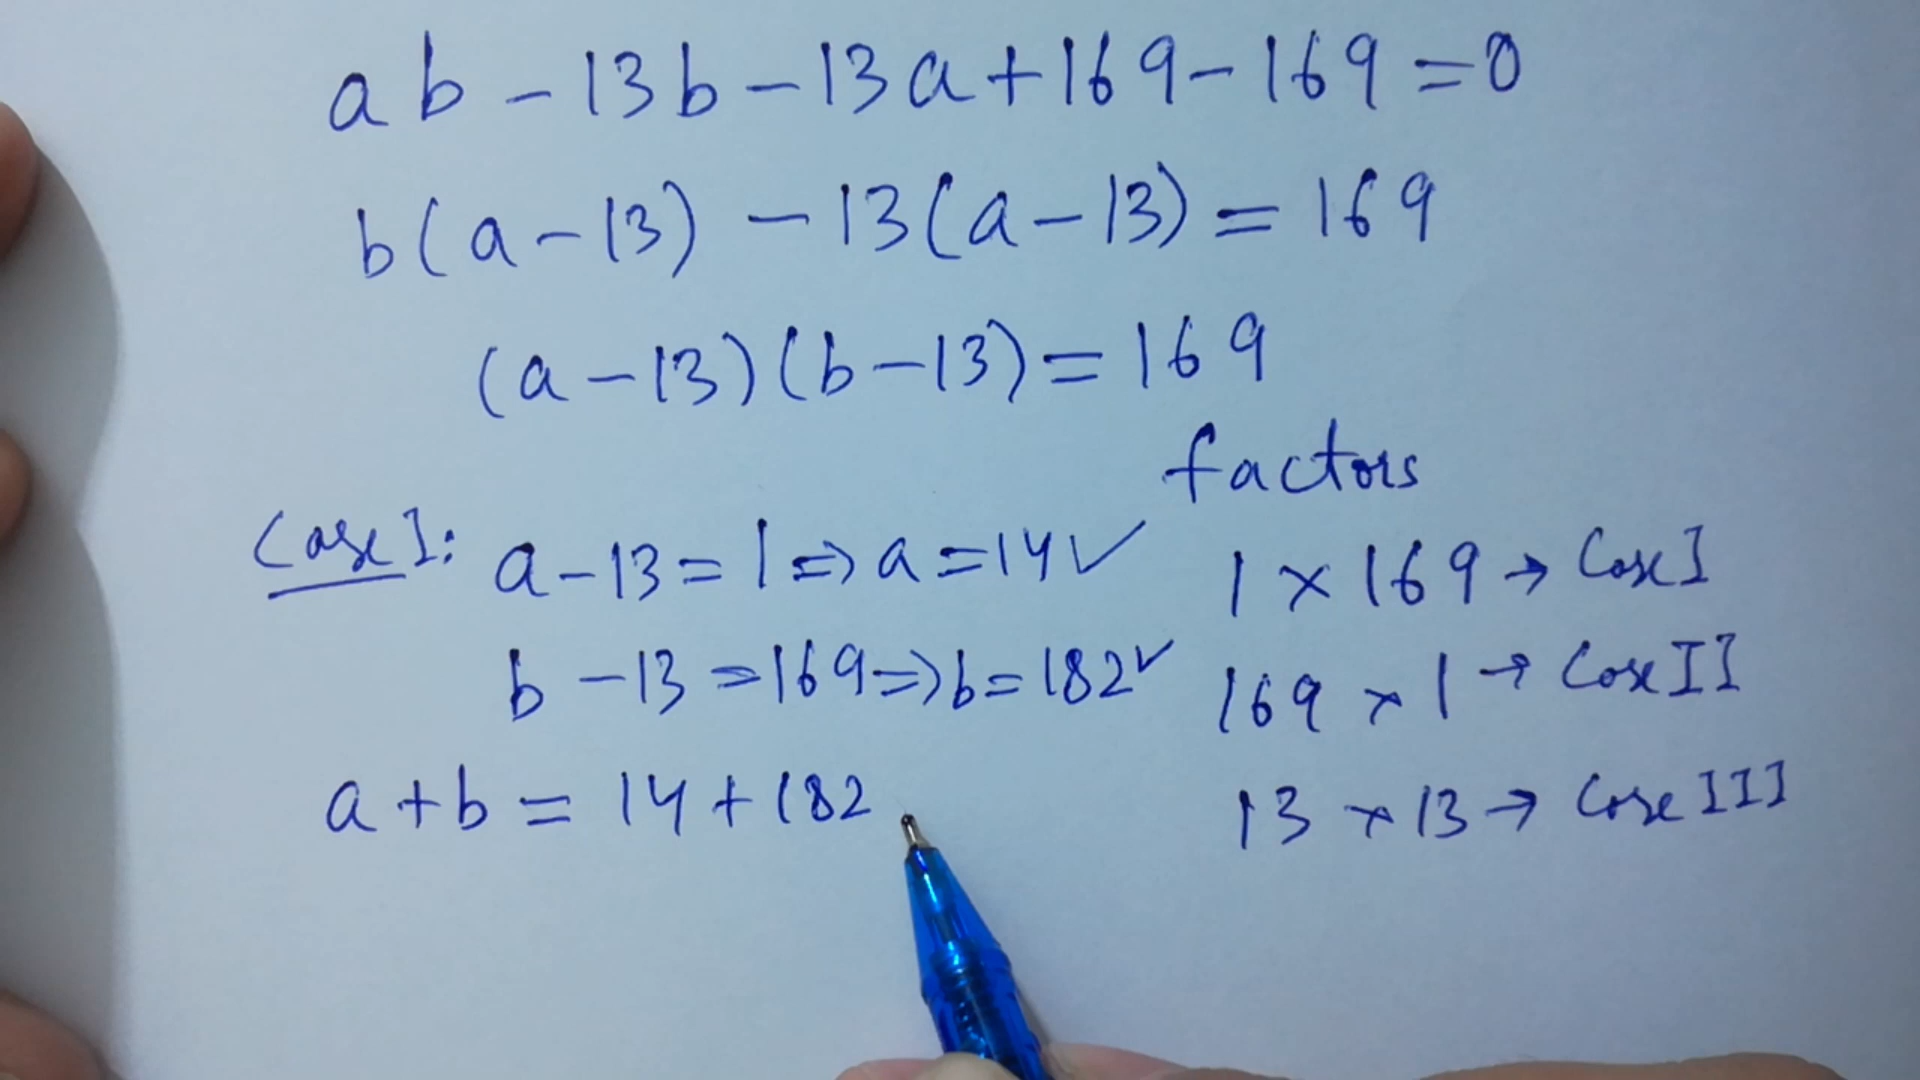 ab - 13b - 13a + 169 - 169 = 0
b(a - 13) - 13(a - 13) = 169
(a - 13)(b - 13) = 169
factors
Case I: a - 13 = 1 => a = 14 ✓
1 × 169 → Case I
b - 13 = 169 => b = 182 ✓
169 × 1 → Case II
a + b = 14 + 182
13 × 13 → Case III